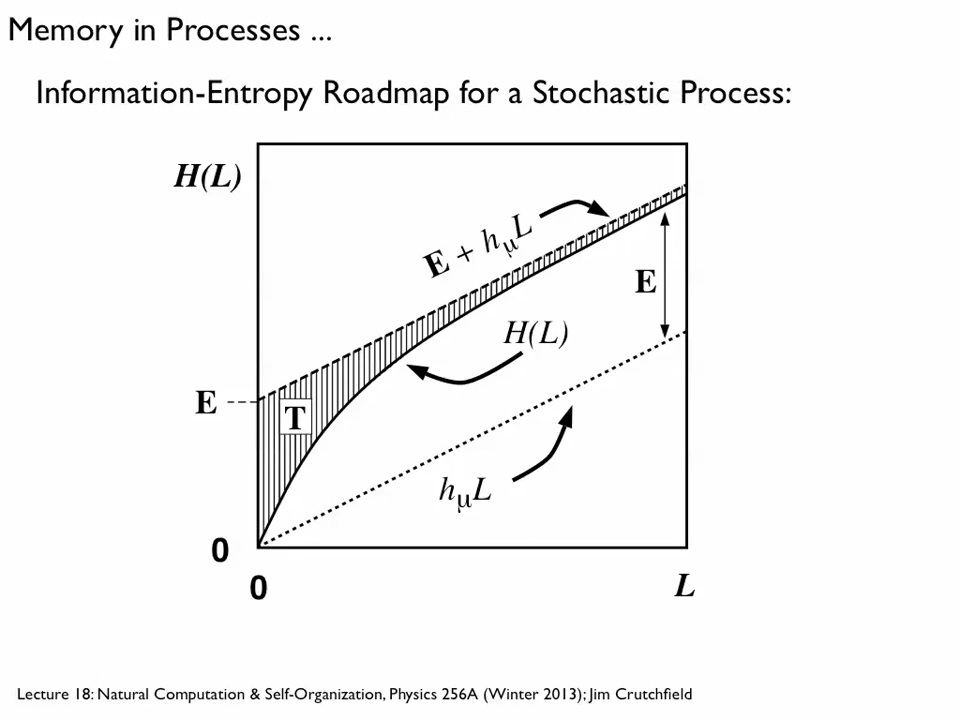 Memory in Processes ...
Information-Entropy Roadmap for a Stochastic Process:
H(L)
E + hμL
E
H(L)
E
T
hμL
0
0
L
Lecture 18: Natural Computation & Self-Organization, Physics 256A (Winter 2013); Jim Crutchfield